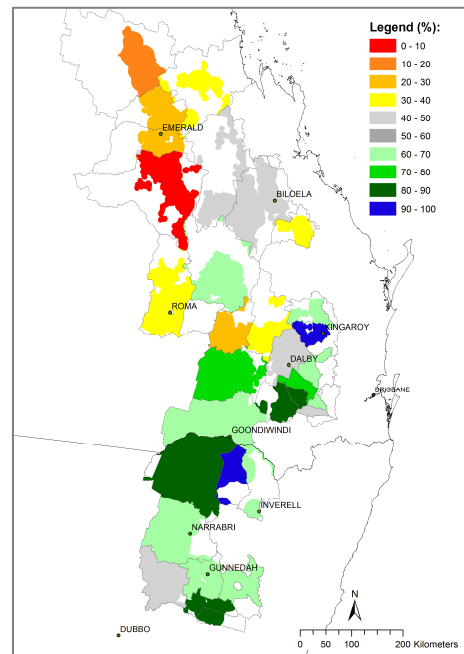 Legend (%):
0 - 10
10 - 20
20 - 30
30 - 40
40 - 50
50 - 60
60 - 70
70 - 80
80 - 90
90 - 100
EMERALD
BILOELA
ROMA
KINGAROY
DALBY
BRISBANE
GOONDIWINDI
INVERELL
NARRABRI
GUNNEDAH
DUBBO
N
0 50 100 200 Kilometers